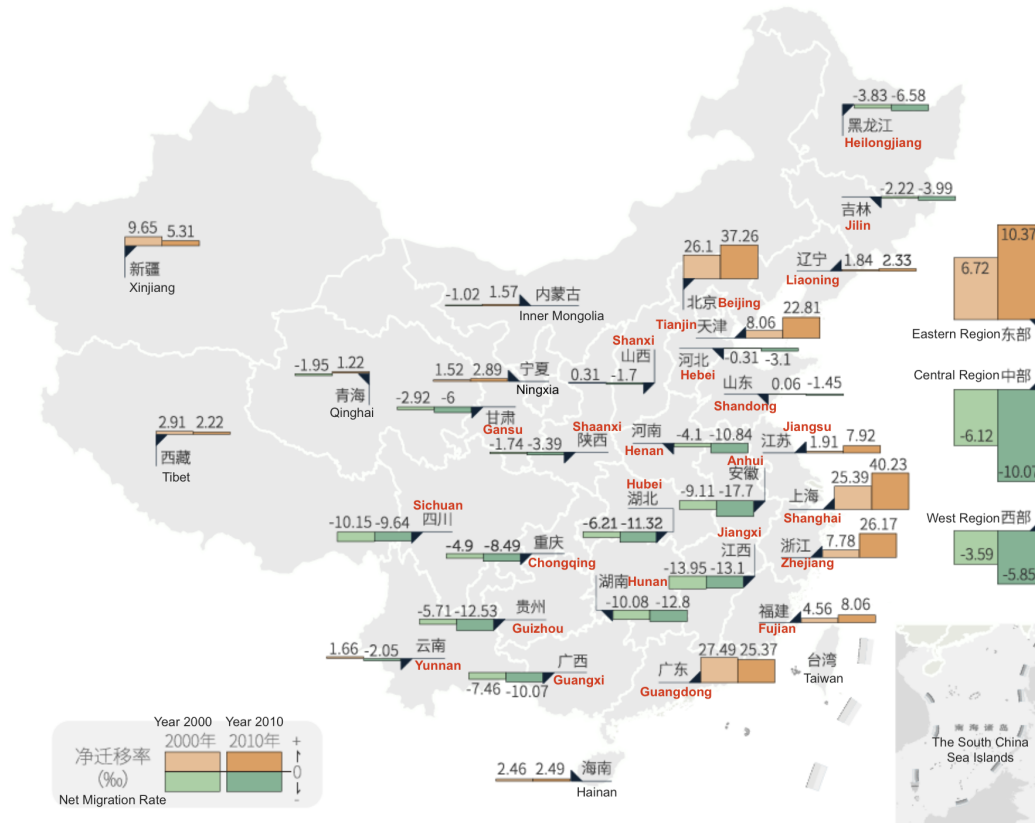 -3.83 -6.58
黑龙江
Heilongjiang
-2.22 -3.99
吉林
Jilin
9.65 5.31
新疆
Xinjiang
26.1 37.26
北京 Beijing
辽宁 1.84 2.33
Liaoning
10.37
6.72
Eastern Region 东部
-1.02 1.57 内蒙古
Inner Mongolia
22.81
Tianjin 天津 8.06
Shanxi
山西
0.31 -1.7
河北 -0.31 -3.1
Hebei
-1.95 1.22
青海
Qinghai
1.52 2.89 宁夏
Ningxia
山东 0.06 -1.45
Shandong
Central Region 中部
-6.12
-10.07
-2.92 -6
甘肃
Gansu
2.91 2.22
西藏
Tibet
Shaanxi
-1.74 -3.39 陕西
河南 -4.1 -10.84
Henan
Jiangsu
江苏 1.91 7.92
Anhui
安徽
-9.11 -17.7
25.39 40.23
上海
Shanghai
Hubei
湖北
-6.21 -11.32
Sichuan
-10.15 -9.64 四川
West Region 西部
-3.59
-5.85
-4.9 -8.49 重庆
Chongqing
Jiangxi
江西
-13.95 -13.1
26.17
浙江 7.78
Zhejiang
湖南 Hunan
-10.08 -12.8
-5.71 -12.53 贵州
Guizhou
福建 4.56 8.06
Fujian
1.66 -2.05 云南
Yunnan
广西
Guangxi
-7.46 -10.07
27.49 25.37
广东
Guangdong
台湾
Taiwan
2.46 2.49 海南
Hainan
南海诸岛
The South China
Sea Islands
Year 2000 Year 2010
2000年 2010年
净迁移率
(‰)
Net Migration Rate
+
0
-